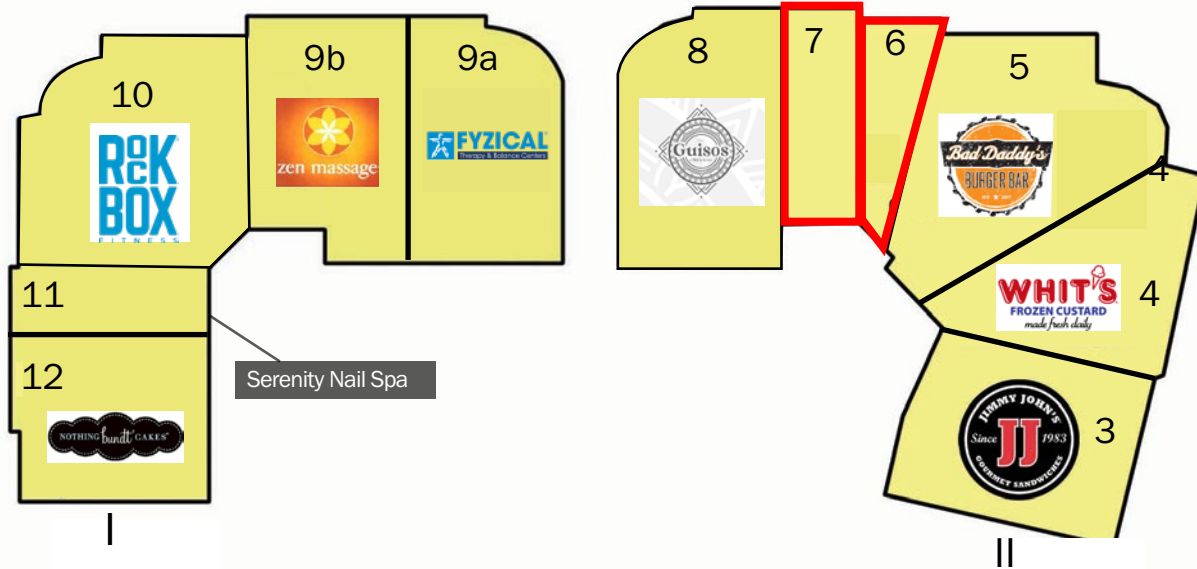 10
ROCK
BOX
FITNESS
9b
zen massage
9a
FYZICAL
Therapy & Balance Centers
11
Serenity Nail Spa
12
NOTHING bundt CAKES
I
8
Guisos
7
6
5
Bad Daddy's
BURGER BAR
4
WHIT'S
FROZEN CUSTARD
made fresh daily
4
JIMMY JOHN'S
Since JJ 1983
GOURMET SANDWICHES
3
II